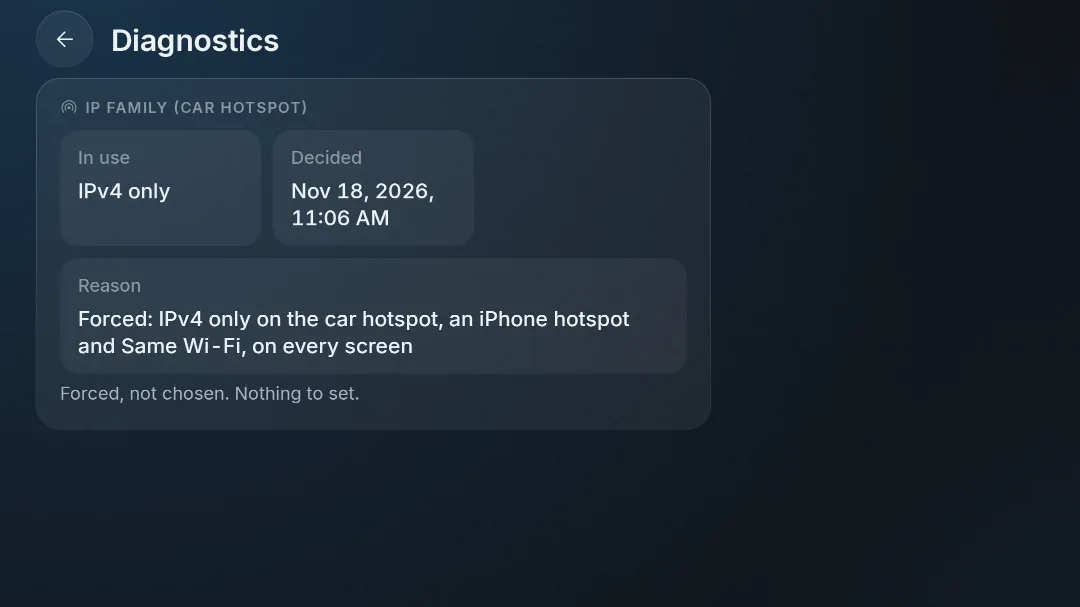 Diagnostics
IP FAMILY (CAR HOTSPOT)
In use
IPv4 only
Decided
Nov 18, 2026,
11:06 AM
Reason
Forced: IPv4 only on the car hotspot, an iPhone hotspot
and Same Wi-Fi, on every screen
Forced, not chosen. Nothing to set.